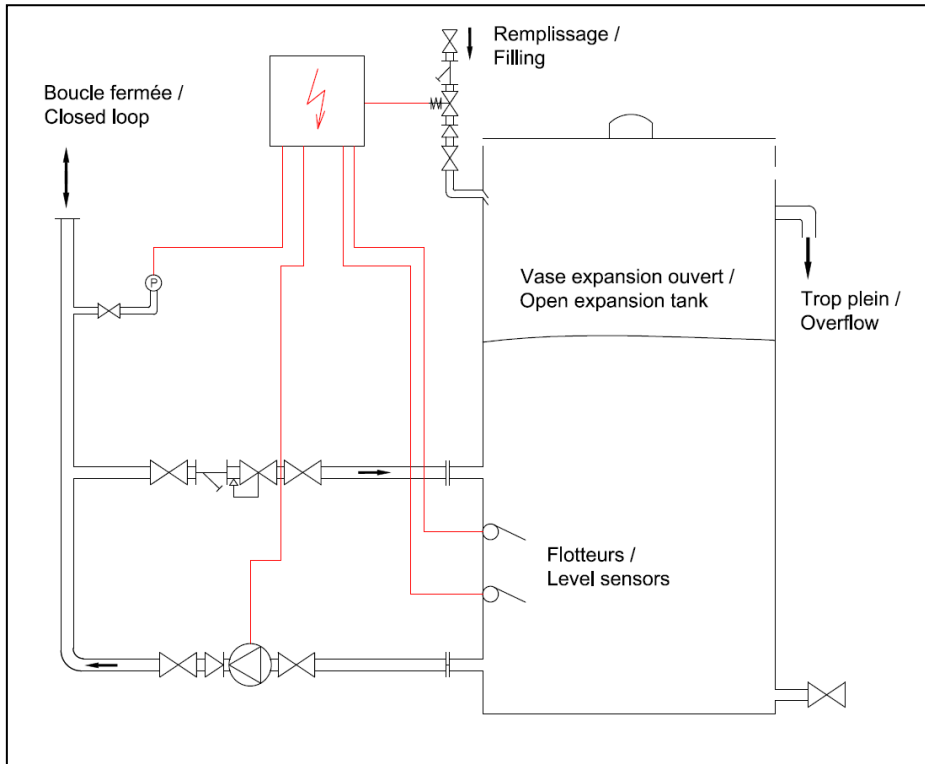 Remplissage /
Filling
Boucle fermée /
Closed loop
Vase expansion ouvert /
Open expansion tank
Trop plein /
Overflow
P
Flotteurs /
Level sensors